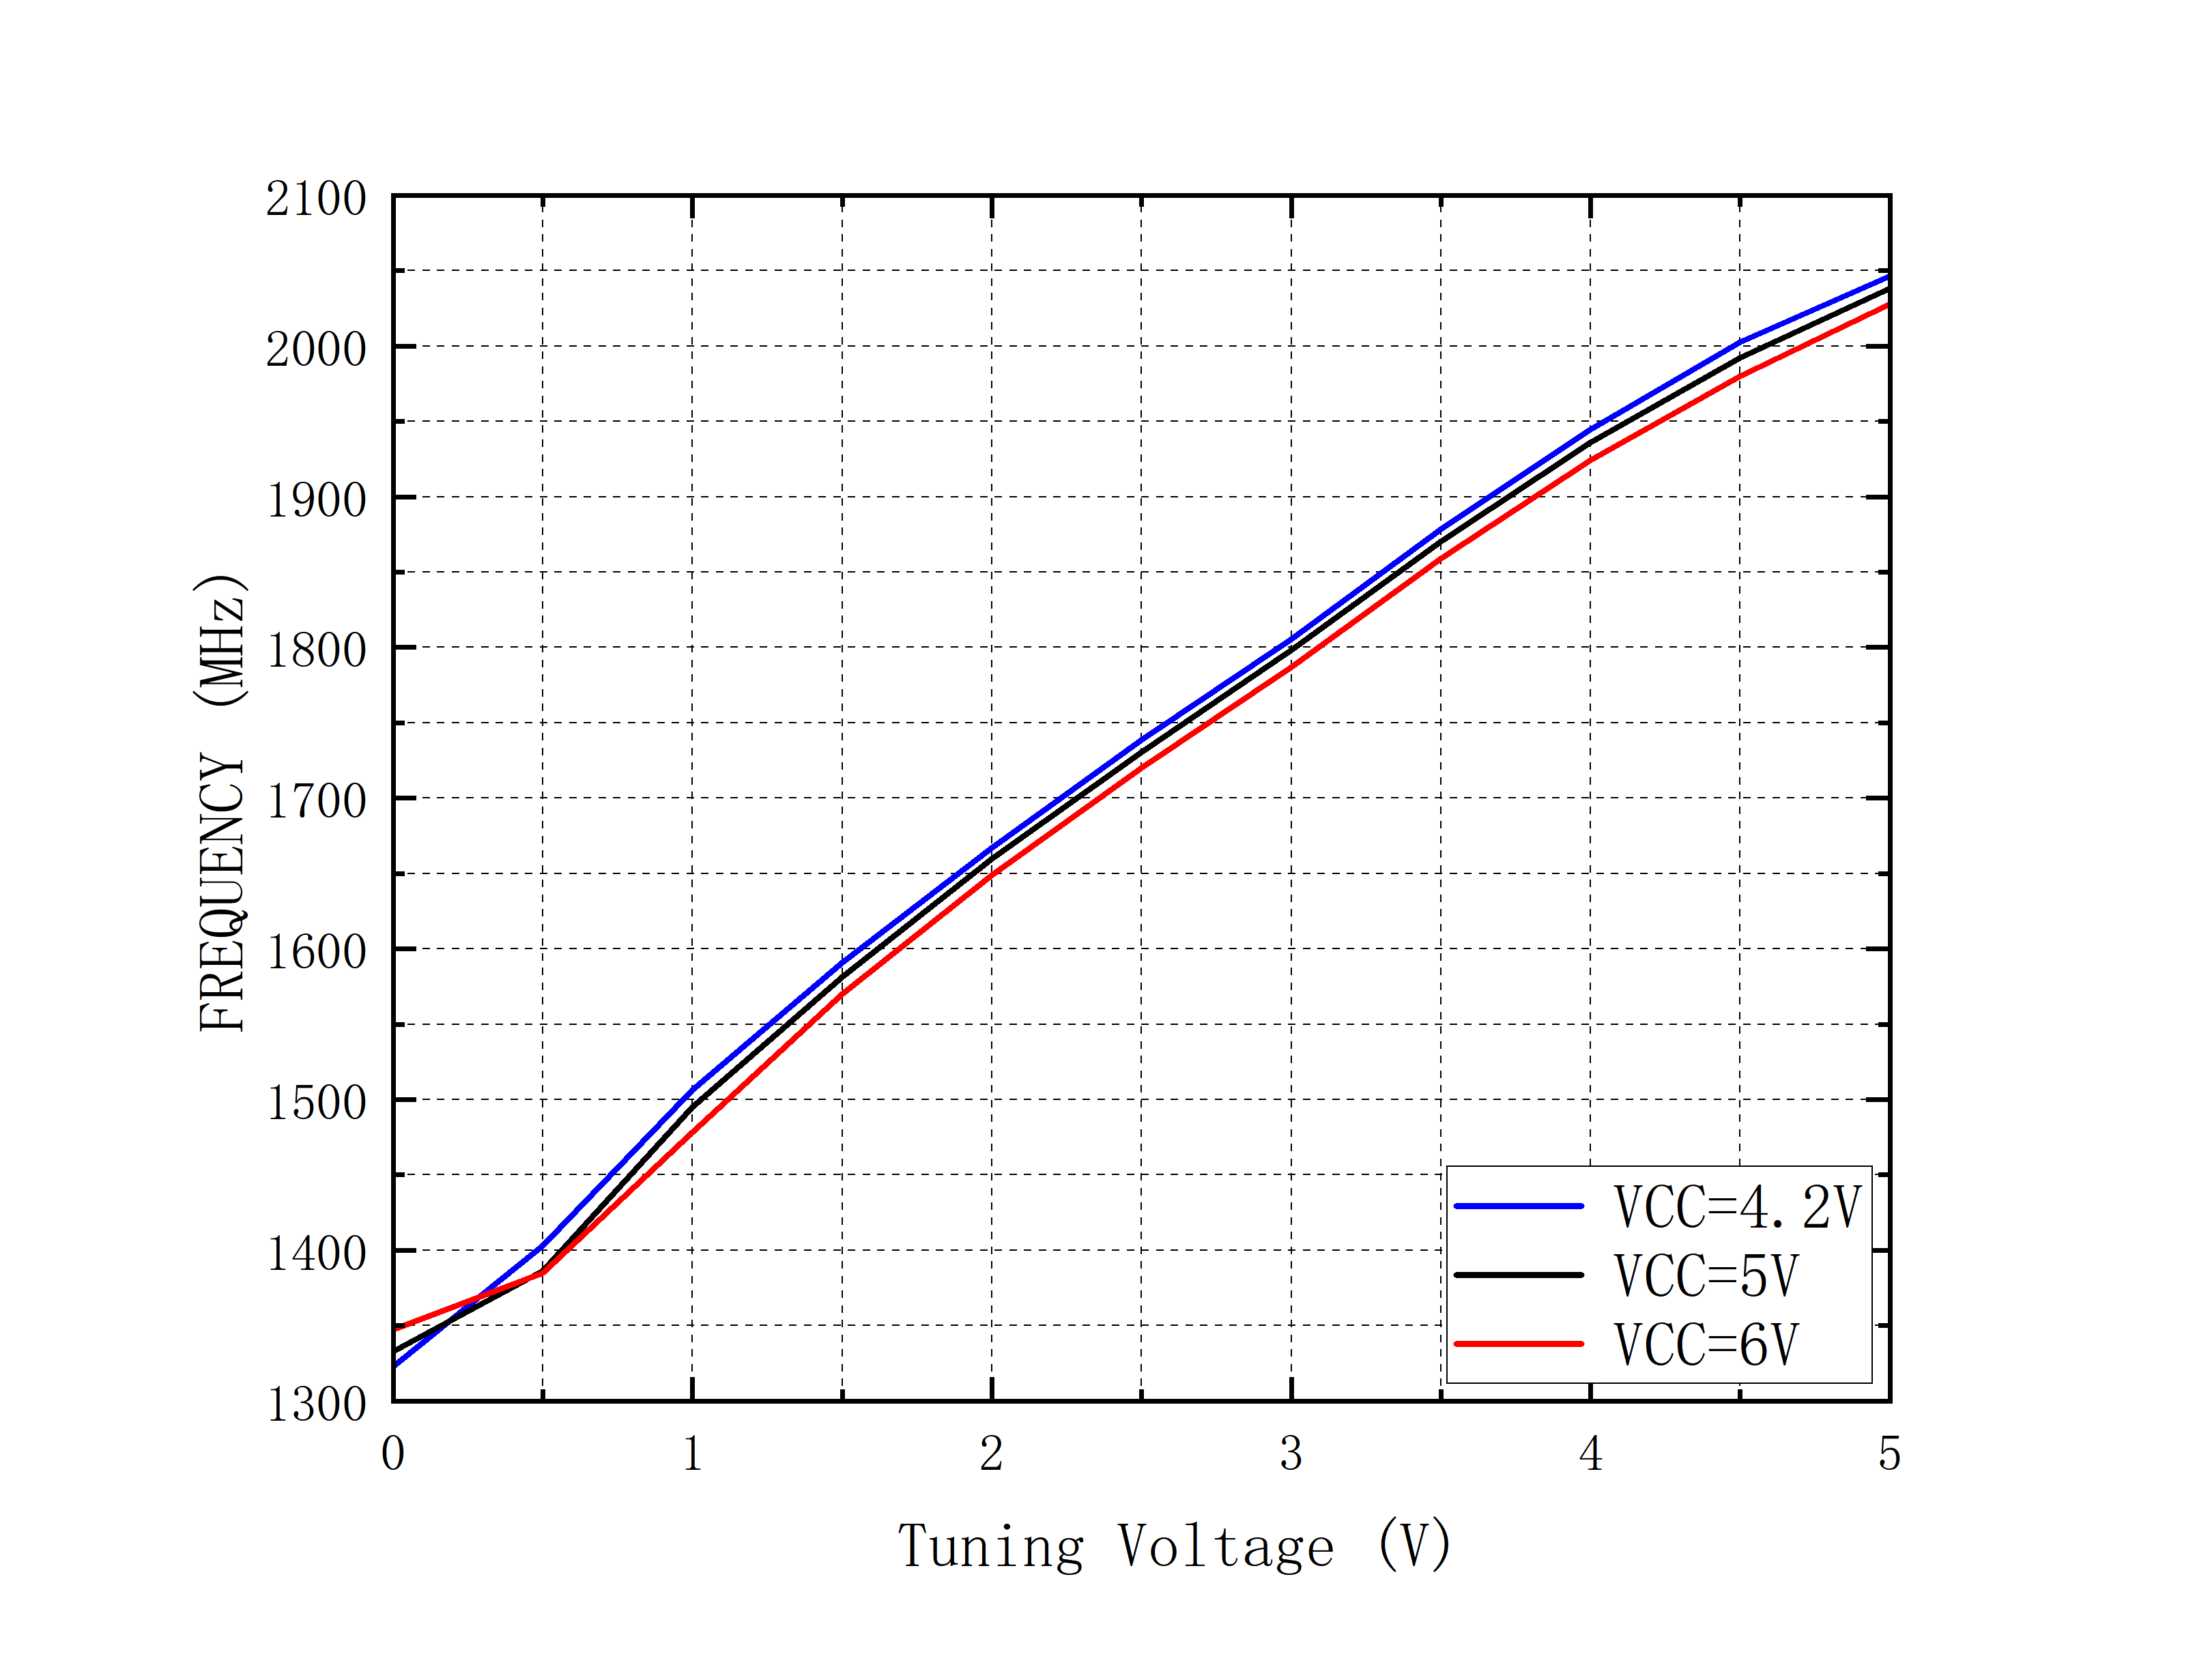 2100
2000
1900
1800
1700
1600
1500
1400
1300
FREQUENCY (MHz)
VCC=4.2V
VCC=5V
VCC=6V
0 1 2 3 4 5
Tuning Voltage (V)